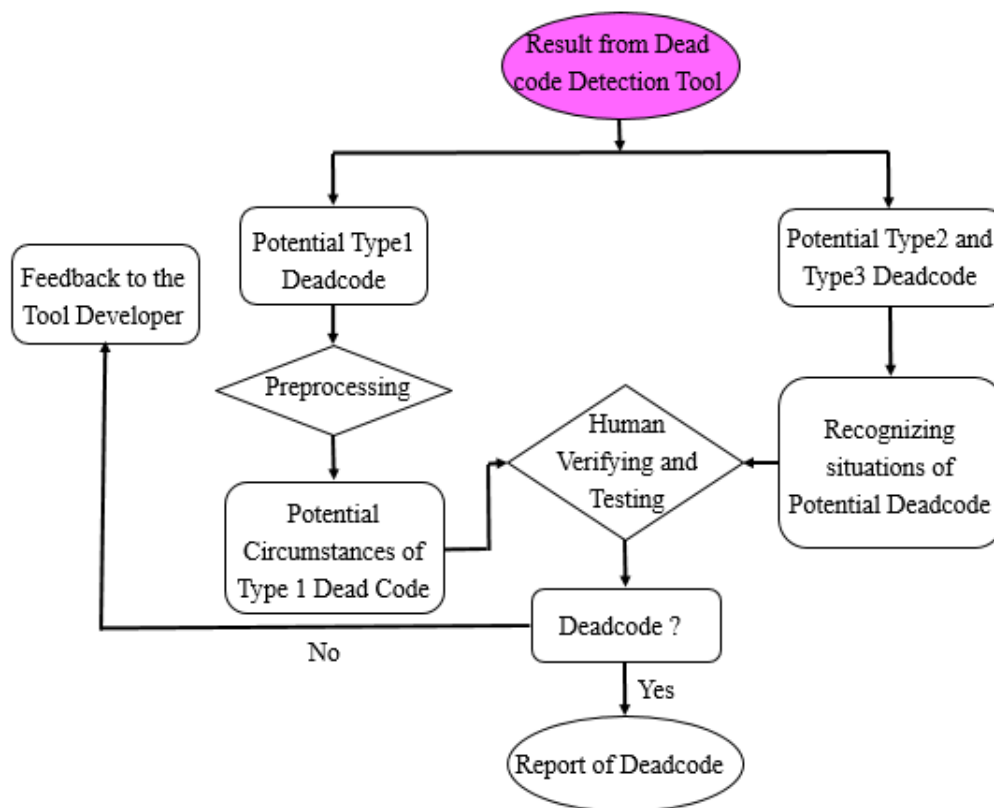 Result from Dead
code Detection Tool
Potential Type1
Deadcode
Potential Type2 and
Type3 Deadcode
Feedback to the
Tool Developer
Preprocessing
Human
Verifying and
Testing
Recognizing
situations of
Potential Deadcode
Potential
Circumstances of
Type 1 Dead Code
Deadcode ?
No
Yes
Report of Deadcode